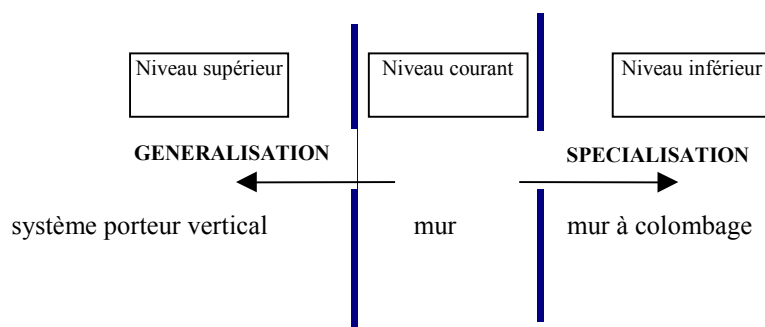 Niveau supérieur
Niveau courant
Niveau inférieur
GENERALISATION
SPECIALISATION
système porteur vertical
mur
mur à colombage